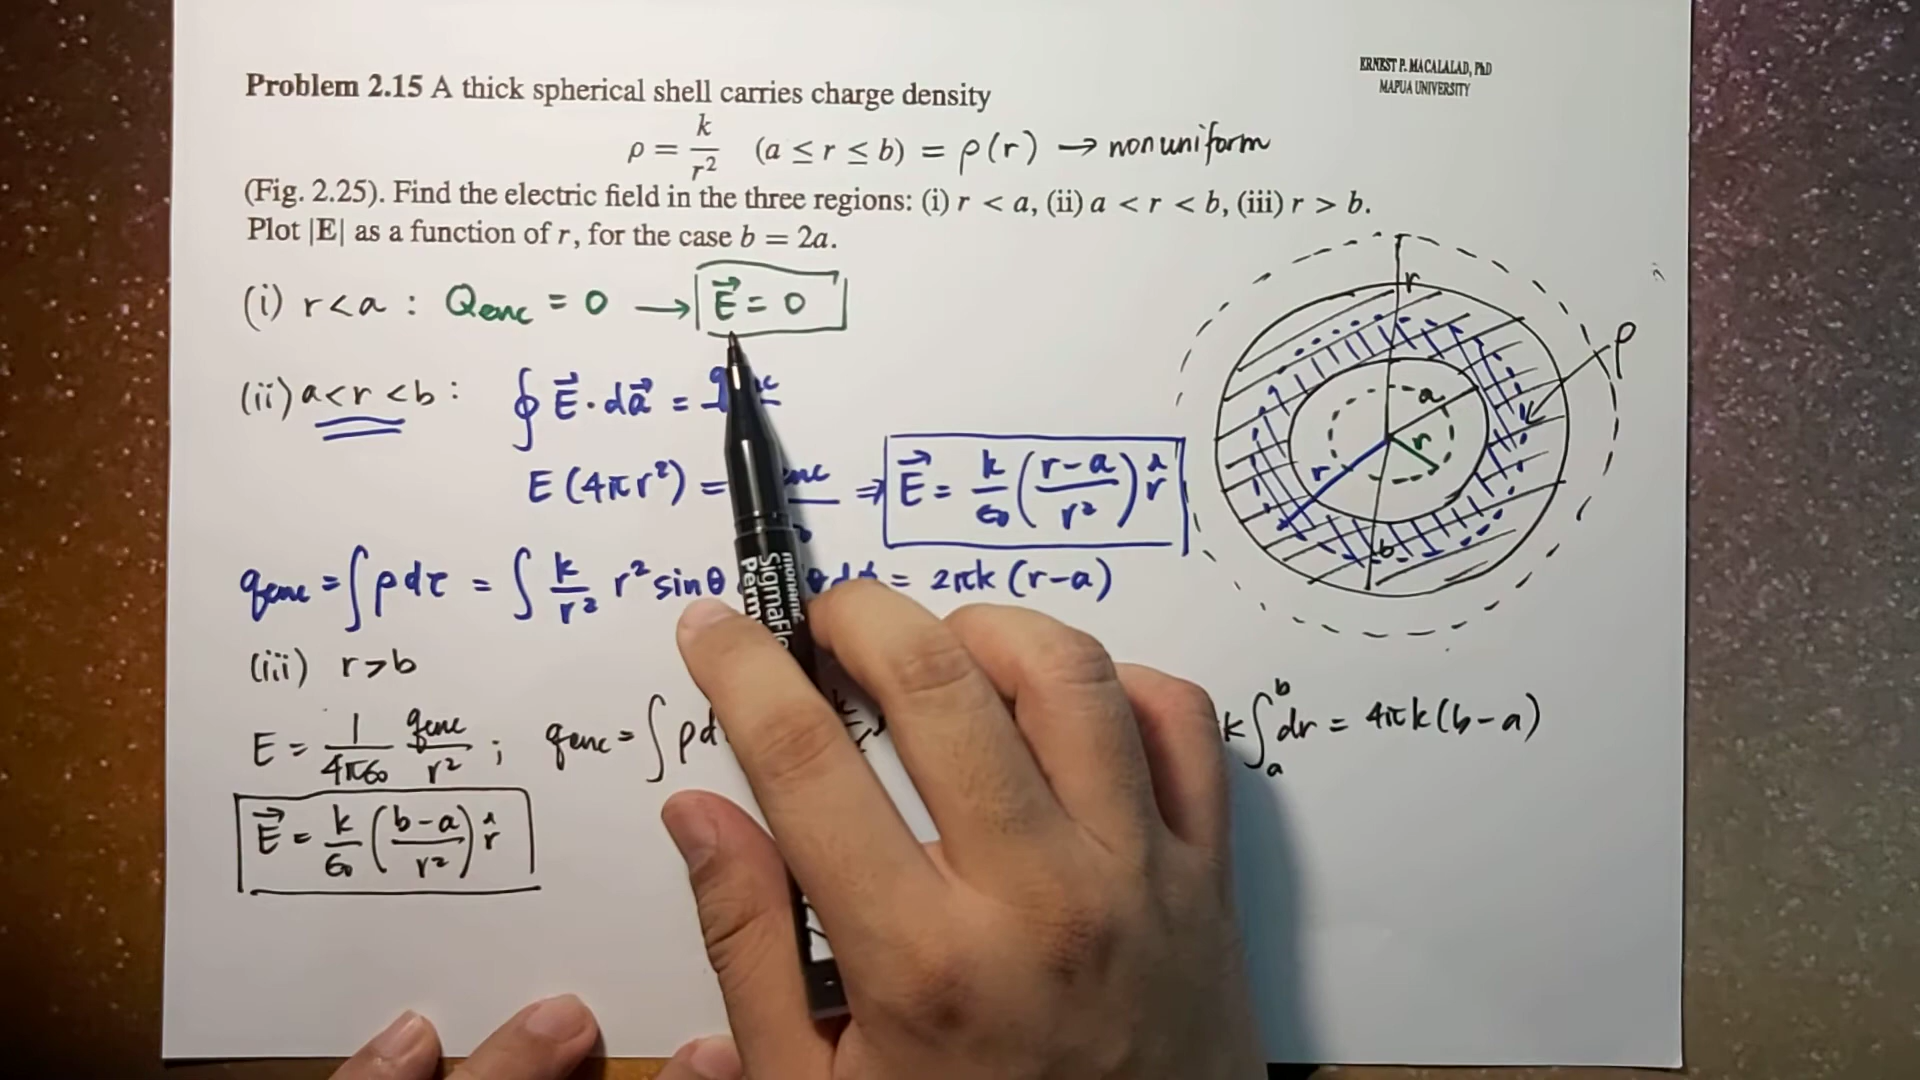 ERNEST P. MACALALAD, PhD
MAPUA UNIVERSITY
Problem 2.15 A thick spherical shell carries charge density
ρ = k/r² (a ≤ r ≤ b) = ρ(r) → nonuniform
(Fig. 2.25). Find the electric field in the three regions: (i) r < a, (ii) a < r < b, (iii) r > b.
Plot |E| as a function of r, for the case b = 2a.
(i) r < a : Qenc = 0 → E⃗ = 0
(ii) a < r < b : ∮ E⃗ · da⃗ =
E (4πr²) = ⇒ E⃗ = k/ε₀ ((r-a)/r²) r̂
qenc = ∫ρdτ = ∫ k/r² r² sinθ = 2πk (r-a)
(iii) r > b
E = 1/4πε₀ qenc/r² ; qenc = ∫ρd k∫ₐᵇ dr = 4πk(b-a)
E⃗ = k/ε₀ ((b-a)/r²) r̂
r
ρ
a
r
r
b
monami
SigmaFlo
Perm